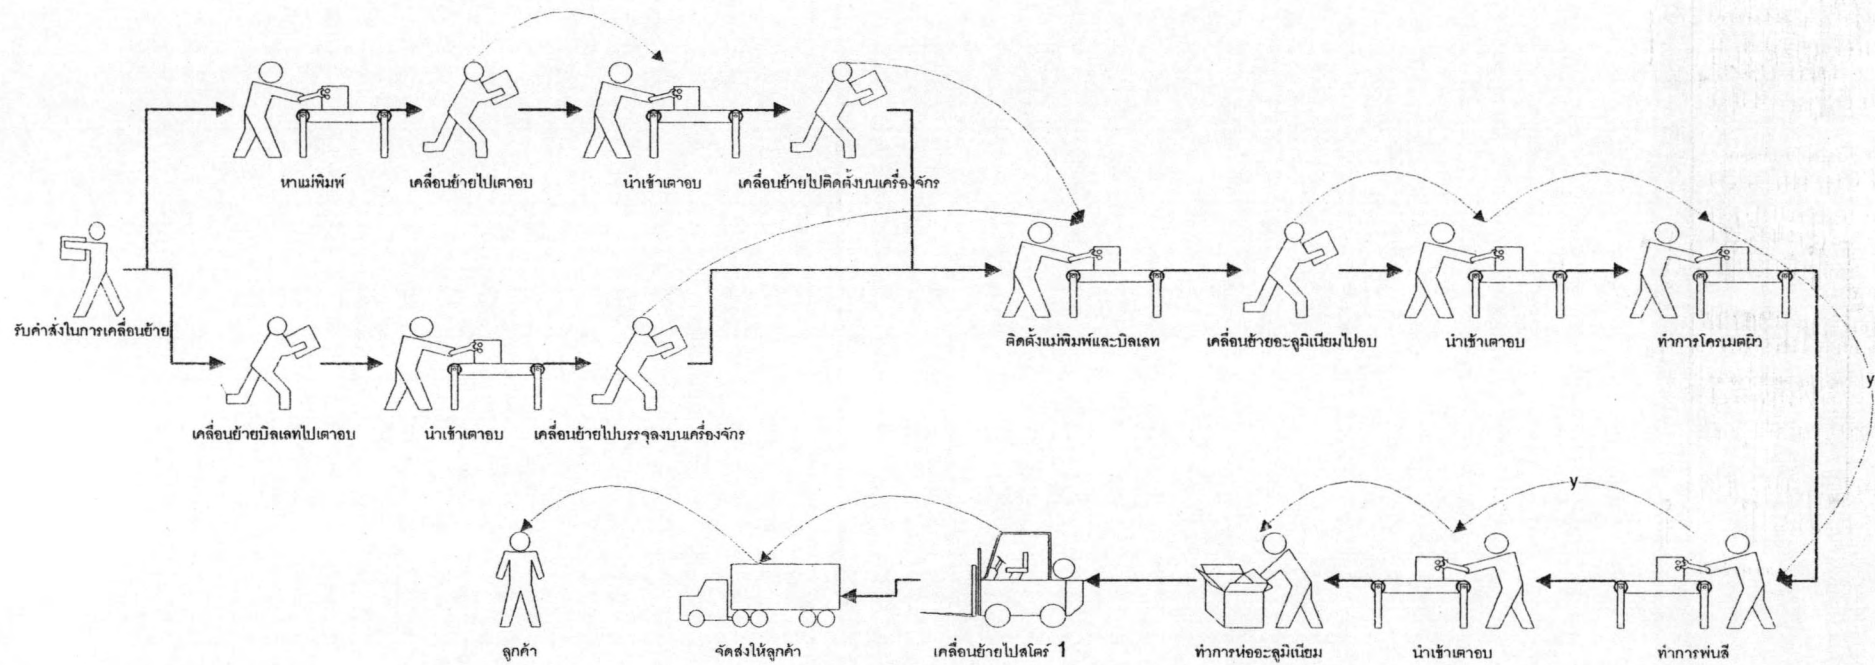 หาแม่พิมพ์
เคลื่อนย้ายไปเตาอบ
นำเข้าเตาอบ
เคลื่อนย้ายไปติดตั้งบนเครื่องจักร
รับคำสั่งในการเคลื่อนย้าย
ติดตั้งแม่พิมพ์และบิลเลท
เคลื่อนย้ายอะลูมิเนียมไปอบ
นำเข้าเตาอบ
ทำการโครเมตผิว
y
เคลื่อนย้ายบิลเลทไปเตาอบ
นำเข้าเตาอบ
เคลื่อนย้ายไปบรรจุลงบนเครื่องจักร
y
ลูกค้า
จัดส่งให้ลูกค้า
เคลื่อนย้ายไปสโตร์ 1
ทำการห่ออะลูมิเนียม
นำเข้าเตาอบ
ทำการพ่นสี